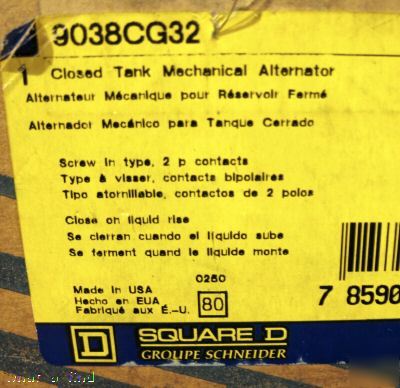 9038CG32
1 Closed Tank Mechanical Alternator
Alternateur Mécanique pour Réservoir Fermé
Alternador Mecánico para Tanque Cerrado
Screw in type, 2 p contacts
Type à visser, contacts bipolaires
Tipo atornillable, contactos de 2 polos
Close on liquid rise
Se cierran cuando el líquido sube
Se ferment quand le liquide monte
0250
Made in USA
Hecho en EUA
Fabriqué aux É.-U.
80
7 8590
D
SQUARE D
GROUPE SCHNEIDER
what a find